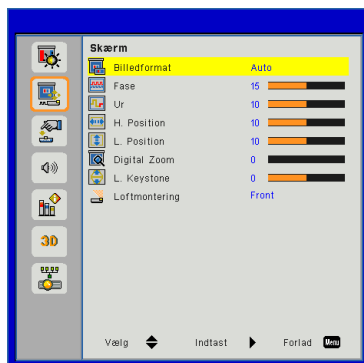 Skærm
Billedformat Auto
Fase 15
Ur 10
H. Position 10
L. Position 10
Digital Zoom 0
L. Keystone 0
Loftmontering Front
3D
Vælg Indtast Forlad Menu